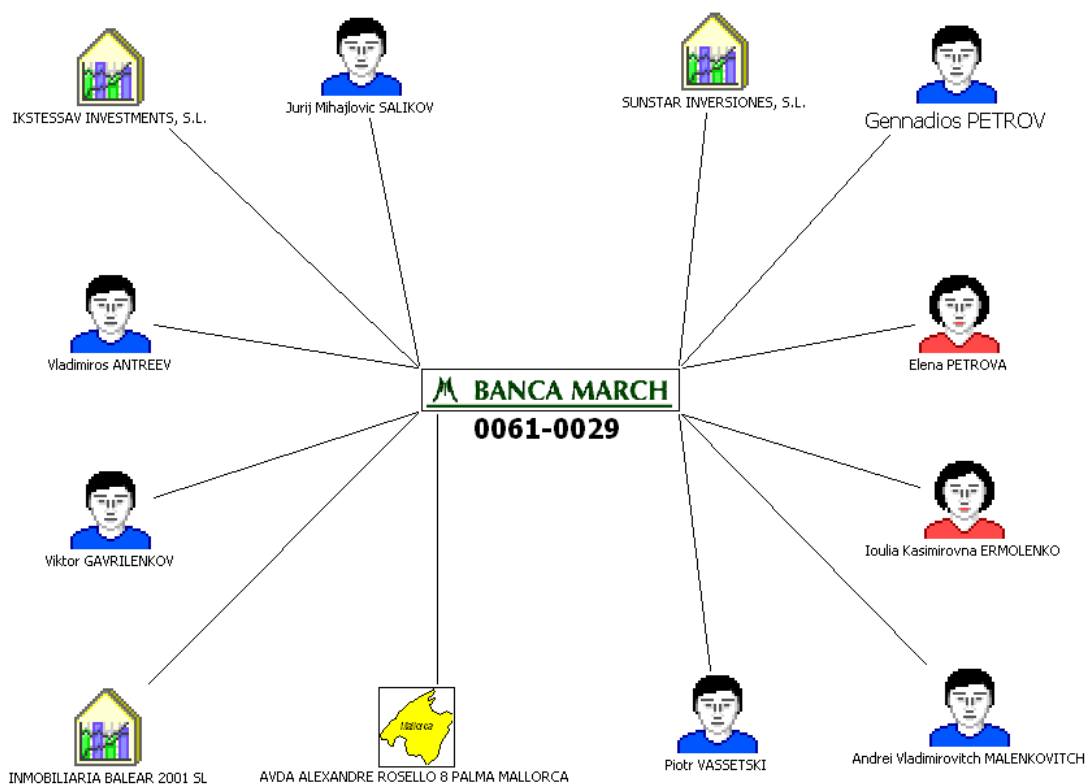 IKSTESSAV INVESTMENTS, S.L.
Jurij Mihajlovic SALIKOV
SUNSTAR INVERSIONES, S.L.
Gennadios PETROV
Vladimiros ANTREEV
Elena PETROVA
BANCA MARCH
0061-0029
Viktor GAVRILENKOV
Ioulia Kasimirovna ERMOLENKO
Mallorca
INMOBILIARIA BALEAR 2001 SL
AVDA ALEXANDRE ROSELLO 8 PALMA MALLORCA
Piotr VASSETSKI
Andrei Vladimirovitch MALENKOVITCH